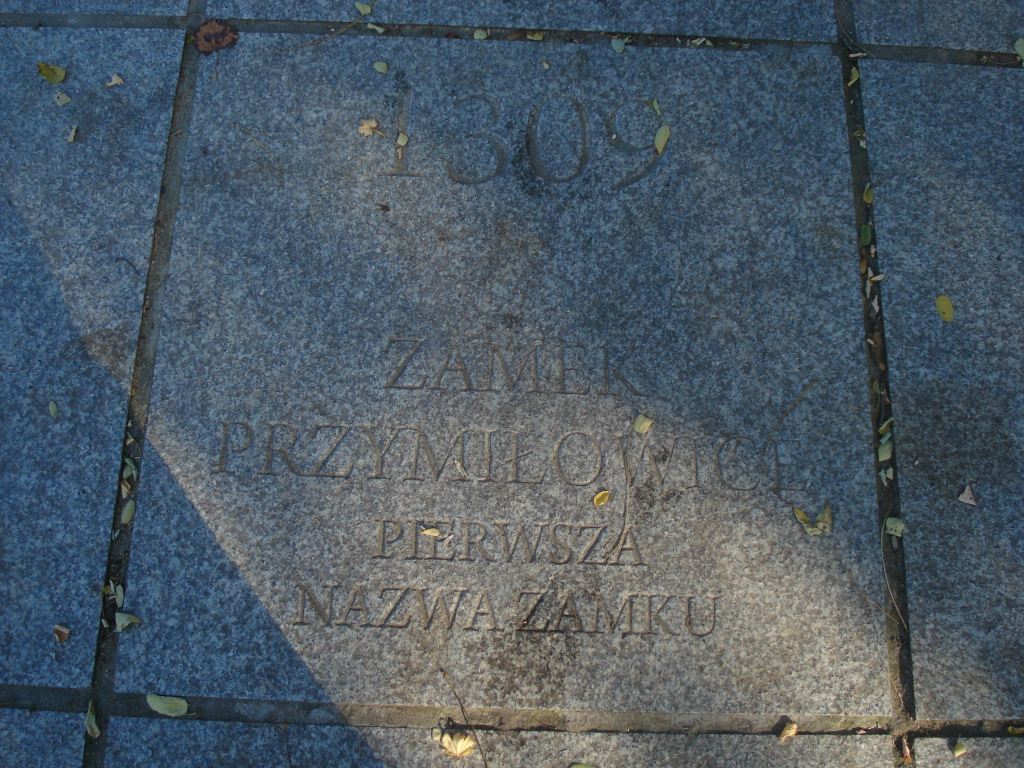 1309
ZAMEK
PRZYMIŁOWICE
PIERWSZA
NAZWA ZAMKU